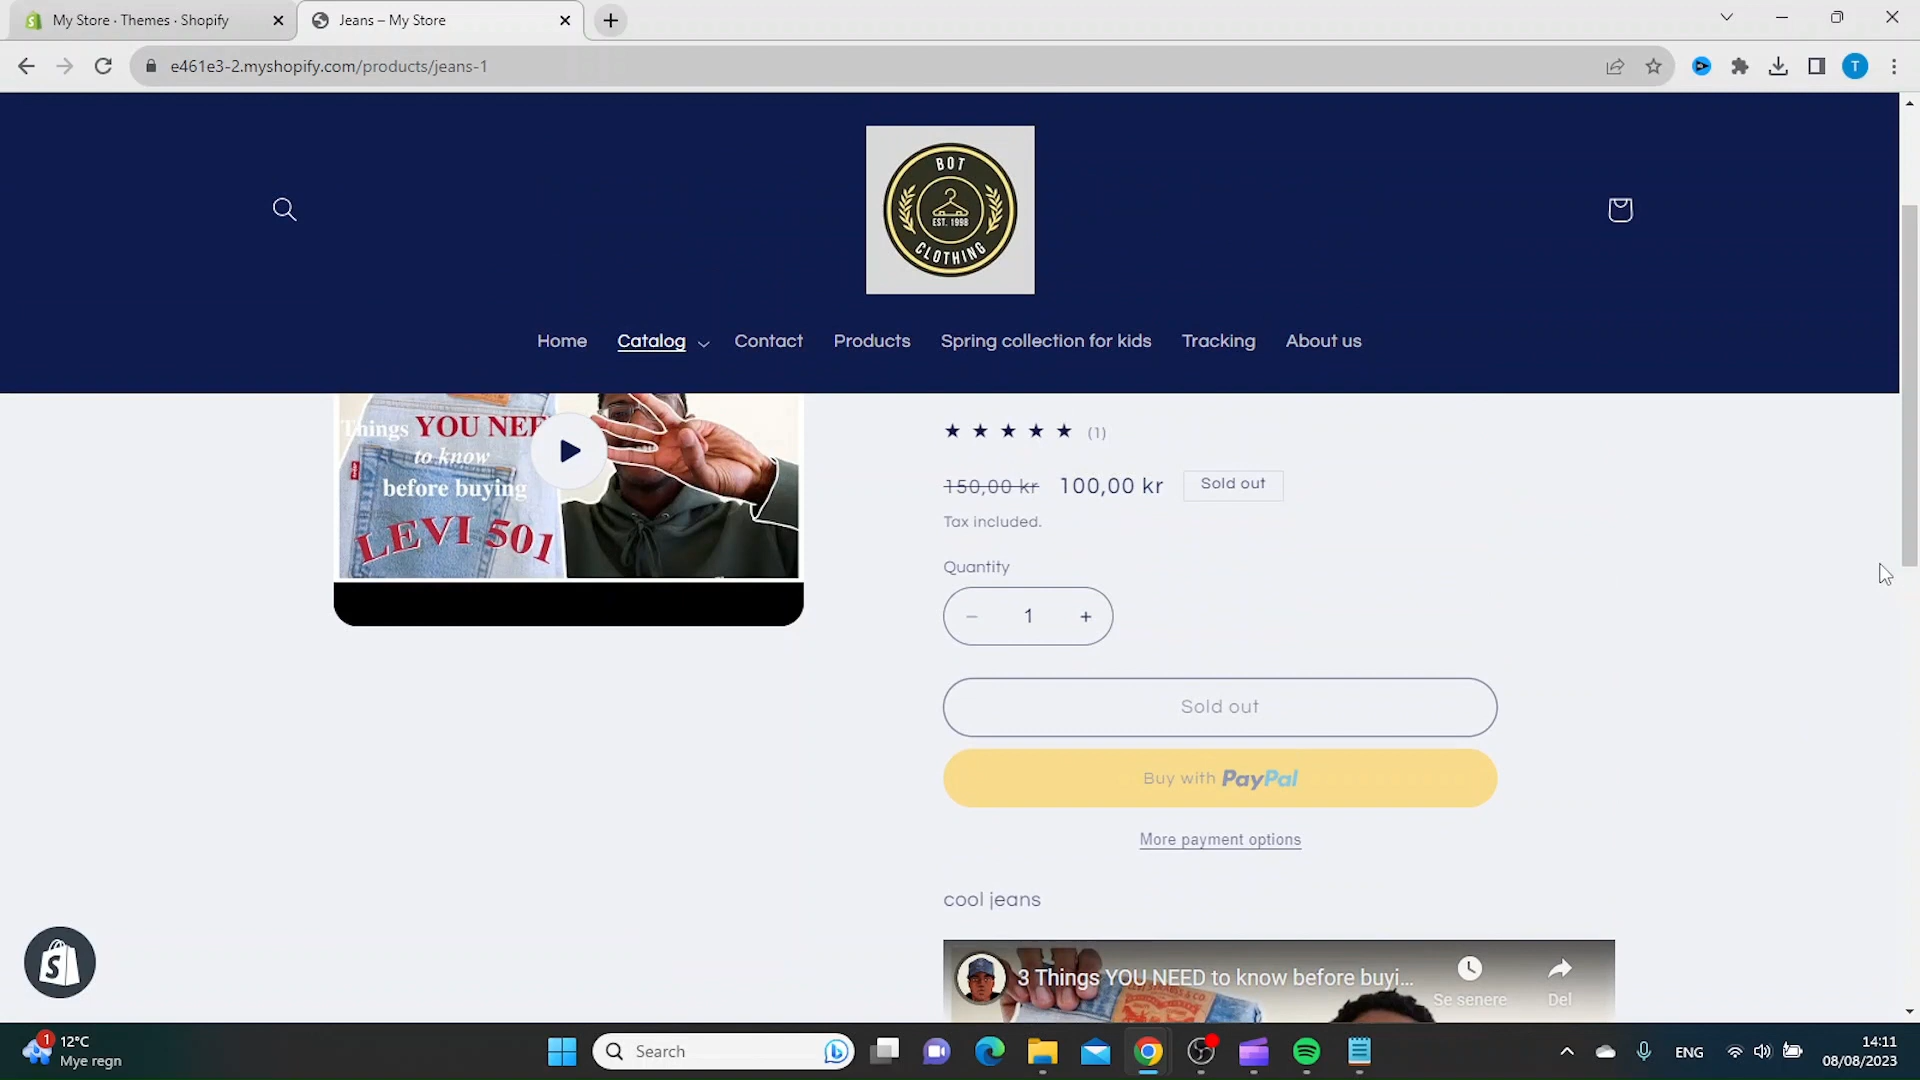 My Store · Themes · Shopify
Jeans – My Store
e461e3-2.myshopify.com/products/jeans-1
T
BOT
EST. 1998
CLOTHING
Home
Catalog
Contact
Products
Spring collection for kids
Tracking
About us
Things YOU NEE
to know
before buying
LEVI 501
★ ★ ★ ★ ★ (1)
150,00 kr 100,00 kr Sold out
Tax included.
Quantity
− 1 +
Sold out
Buy with PayPal
More payment options
cool jeans
3 Things YOU NEED to know before buyi...
Se senere
Del
1
12°C
Mye regn
Search
ENG
14:11
08/08/2023